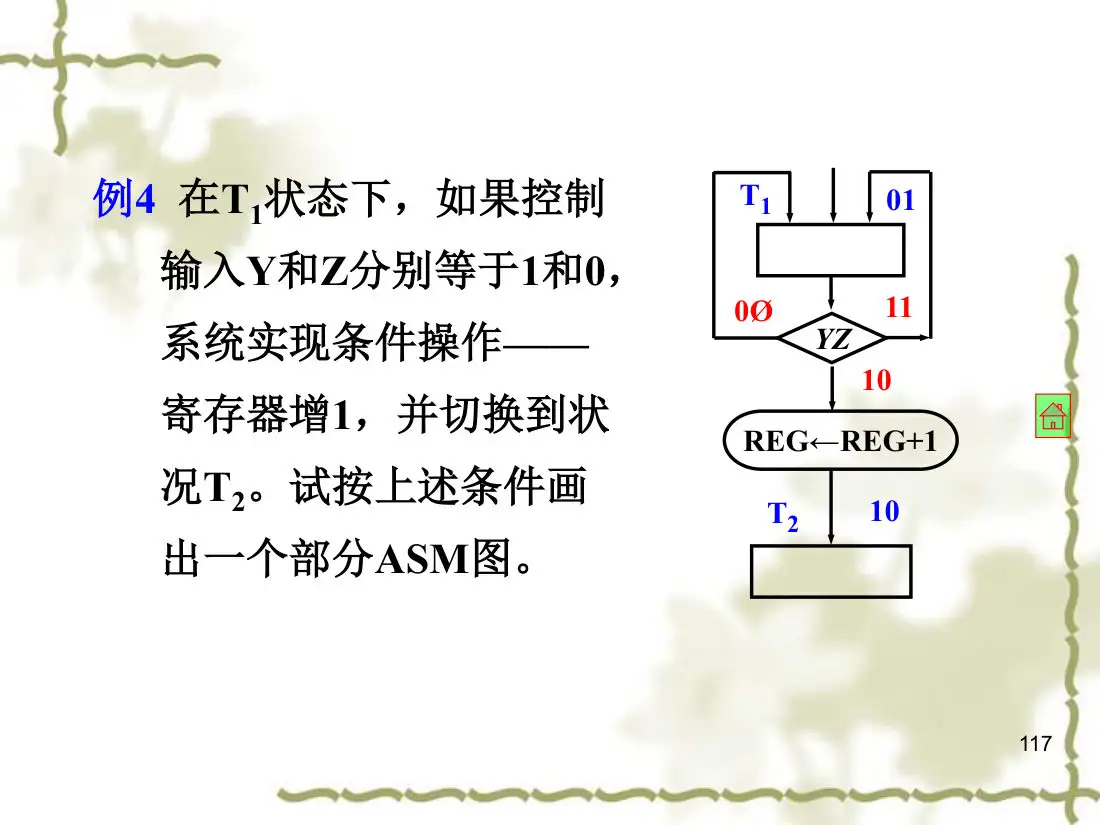 例4 在T1状态下，如果控制
输入Y和Z分别等于1和0，
系统实现条件操作——
寄存器增1，并切换到状
况T2。试按上述条件画
出一个部分ASM图。
T1
01
0Ø
11
YZ
10
REG←REG+1
T2
10
117